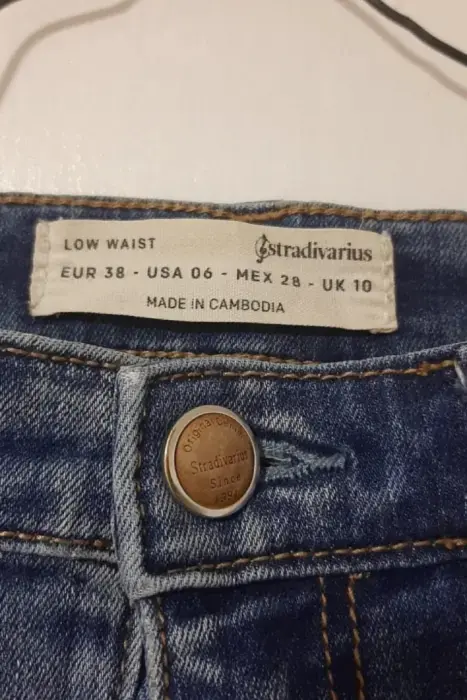 LOW WAIST stradivarius
EUR 38 - USA 06 - MEX 28 - UK 10
MADE IN CAMBODIA
Original
Stradivarius
Since